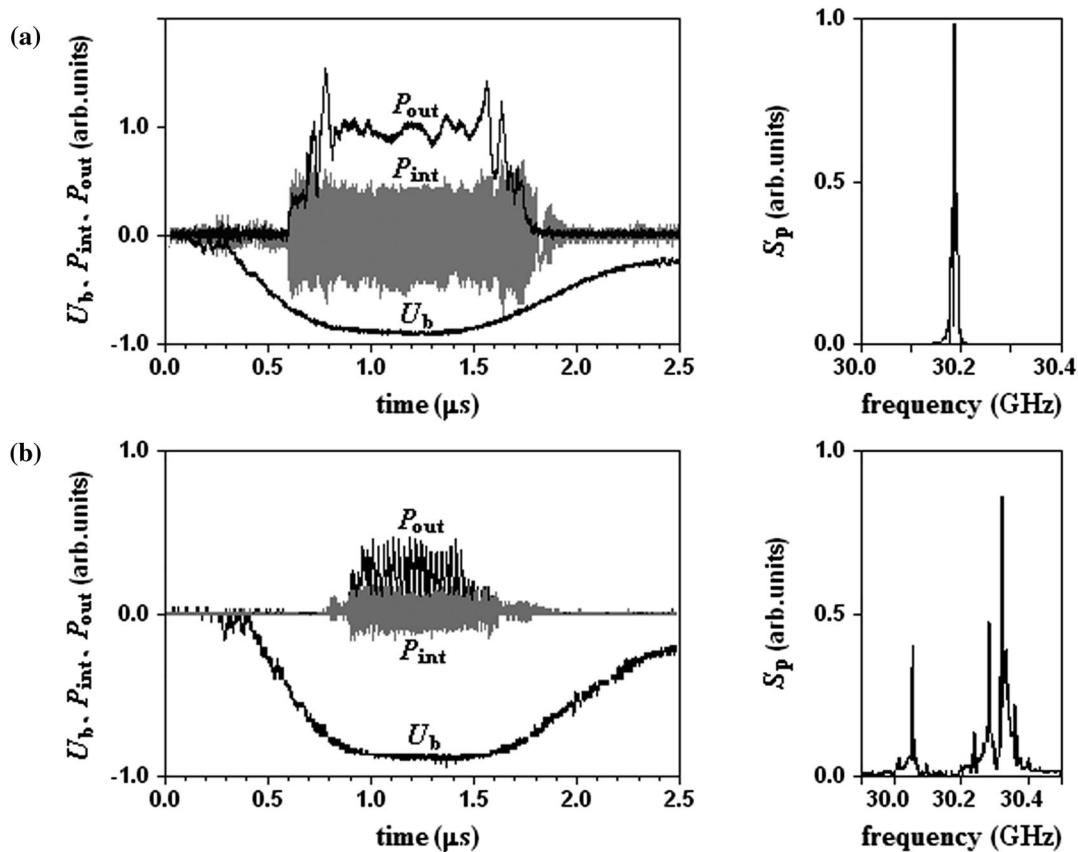 (a)
U_b, P_int, P_out (arb.units)
1.0
0.0
-1.0
P_out
P_int
U_b
0.0 0.5 1.0 1.5 2.0 2.5
time (μs)
S_p (arb.units)
1.0
0.5
0.0
30.0 30.2 30.4
frequency (GHz)
(b)
U_b, P_int, P_out (arb.units)
1.0
0.0
-1.0
P_out
P_int
U_b
0.0 0.5 1.0 1.5 2.0 2.5
time (μs)
S_p (arb.units)
1.0
0.5
0.0
30.0 30.2 30.4
frequency (GHz)